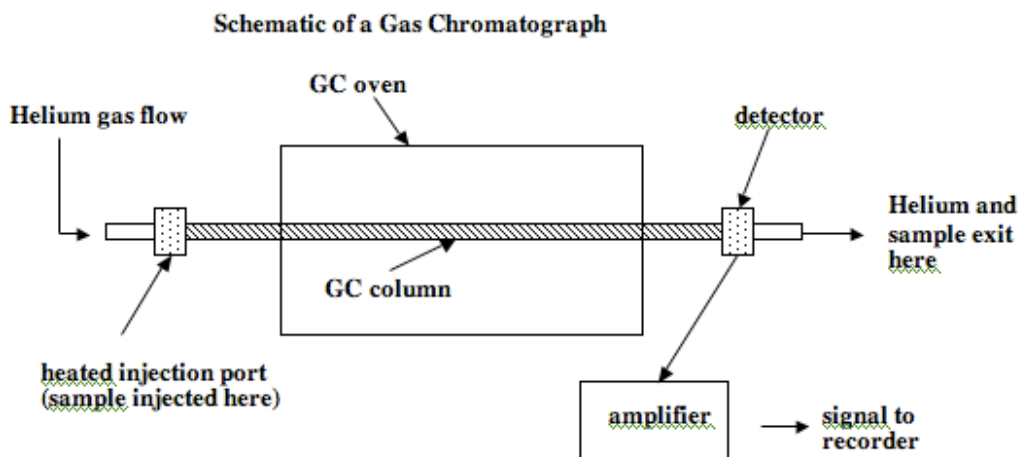 Schematic of a Gas Chromatograph
GC oven
Helium gas flow
detector
Helium and
sample exit
here
GC column
heated injection port
(sample injected here)
amplifier
signal to
recorder